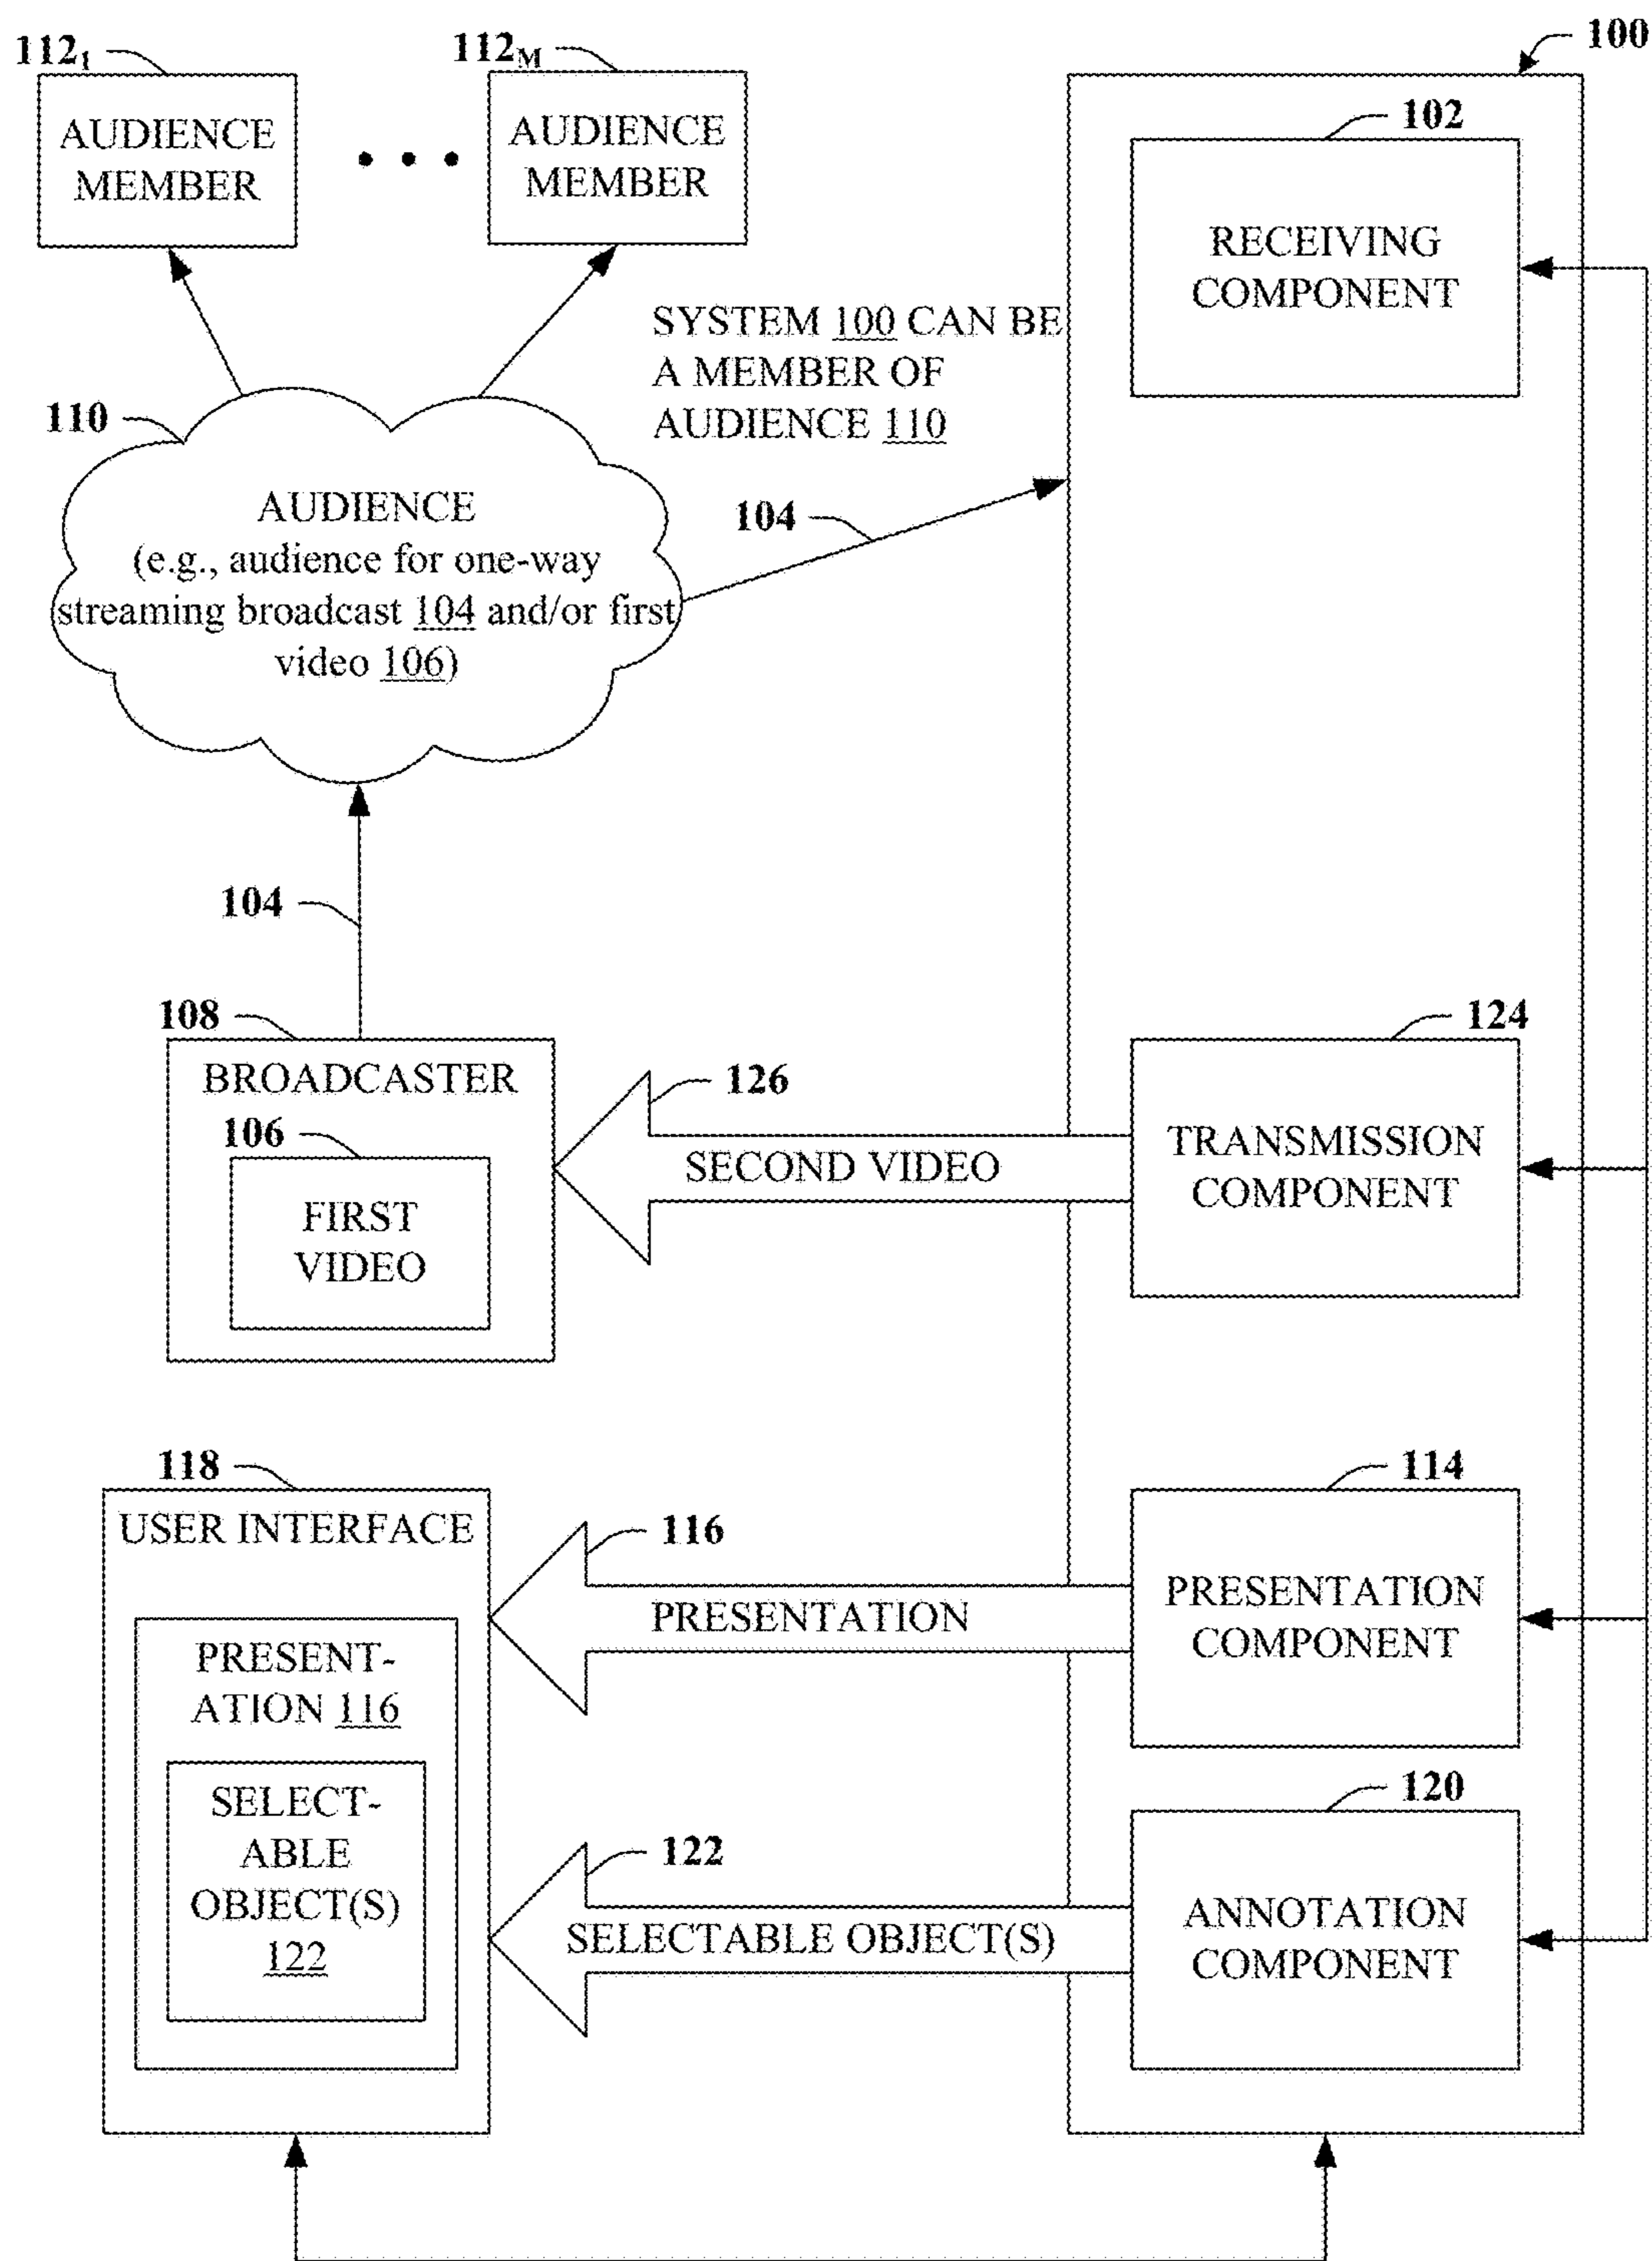 112₁
112M
100
AUDIENCE
MEMBER
• • •
AUDIENCE
MEMBER
102
RECEIVING
COMPONENT
SYSTEM 100 CAN BE
A MEMBER OF
AUDIENCE 110
110
AUDIENCE
(e.g., audience for one-way
streaming broadcast 104 and/or first
video 106)
104
104
108
BROADCASTER
106
FIRST
VIDEO
126
SECOND VIDEO
124
TRANSMISSION
COMPONENT
118
USER INTERFACE
PRESENT-
ATION 116
SELECT-
ABLE
OBJECT(S)
122
116
PRESENTATION
114
PRESENTATION
COMPONENT
122
SELECTABLE OBJECT(S)
120
ANNOTATION
COMPONENT